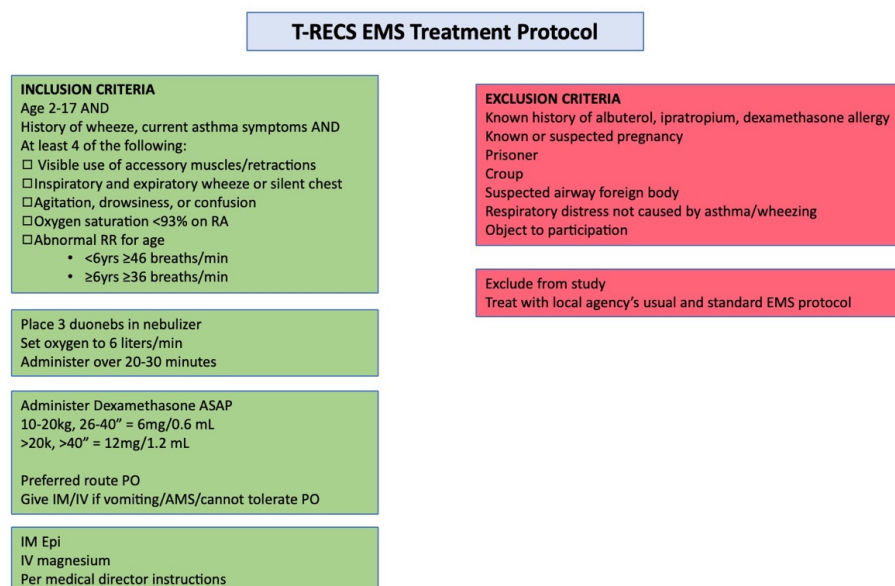 T-RECS EMS Treatment Protocol
INCLUSION CRITERIA
Age 2-17 AND
History of wheeze, current asthma symptoms AND
At least 4 of the following:
☐ Visible use of accessory muscles/retractions
☐Inspiratory and expiratory wheeze or silent chest
☐Agitation, drowsiness, or confusion
☐Oxygen saturation <93% on RA
☐Abnormal RR for age
• <6yrs ≥46 breaths/min
• ≥6yrs ≥36 breaths/min
Place 3 duonebs in nebulizer
Set oxygen to 6 liters/min
Administer over 20-30 minutes
Administer Dexamethasone ASAP
10-20kg, 26-40” = 6mg/0.6 mL
>20k, >40” = 12mg/1.2 mL
Preferred route PO
Give IM/IV if vomiting/AMS/cannot tolerate PO
IM Epi
IV magnesium
Per medical director instructions
EXCLUSION CRITERIA
Known history of albuterol, ipratropium, dexamethasone allergy
Known or suspected pregnancy
Prisoner
Croup
Suspected airway foreign body
Respiratory distress not caused by asthma/wheezing
Object to participation
Exclude from study
Treat with local agency’s usual and standard EMS protocol